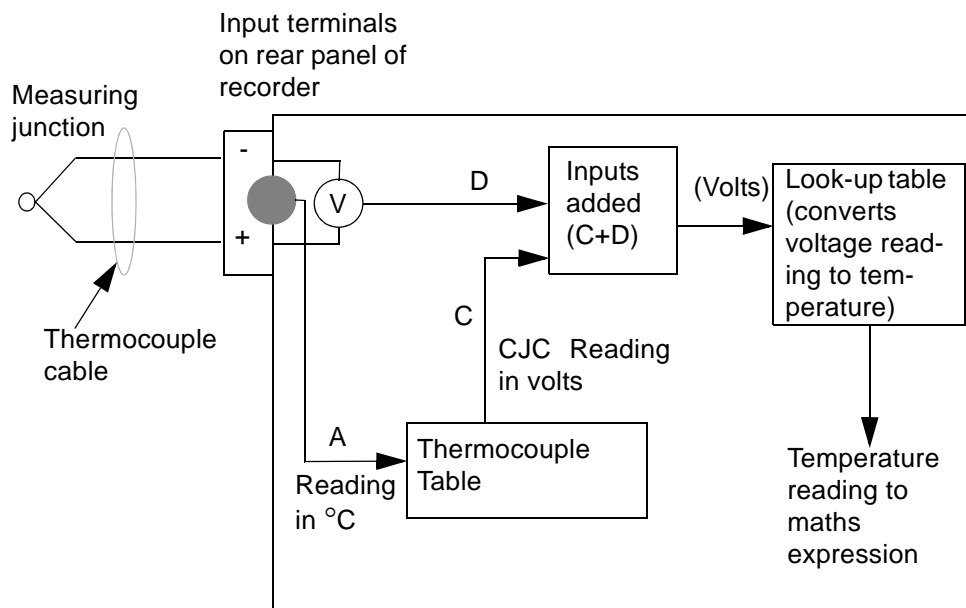 Input terminals
on rear panel of
recorder
Measuring
junction
-
+
V
D
Inputs
added
(C+D)
(Volts)
Look-up table
(converts
voltage read-
ing to tem-
perature)
Thermocouple
cable
C
CJC Reading
in volts
A
Reading
in °C
Thermocouple
Table
Temperature
reading to
maths
expression